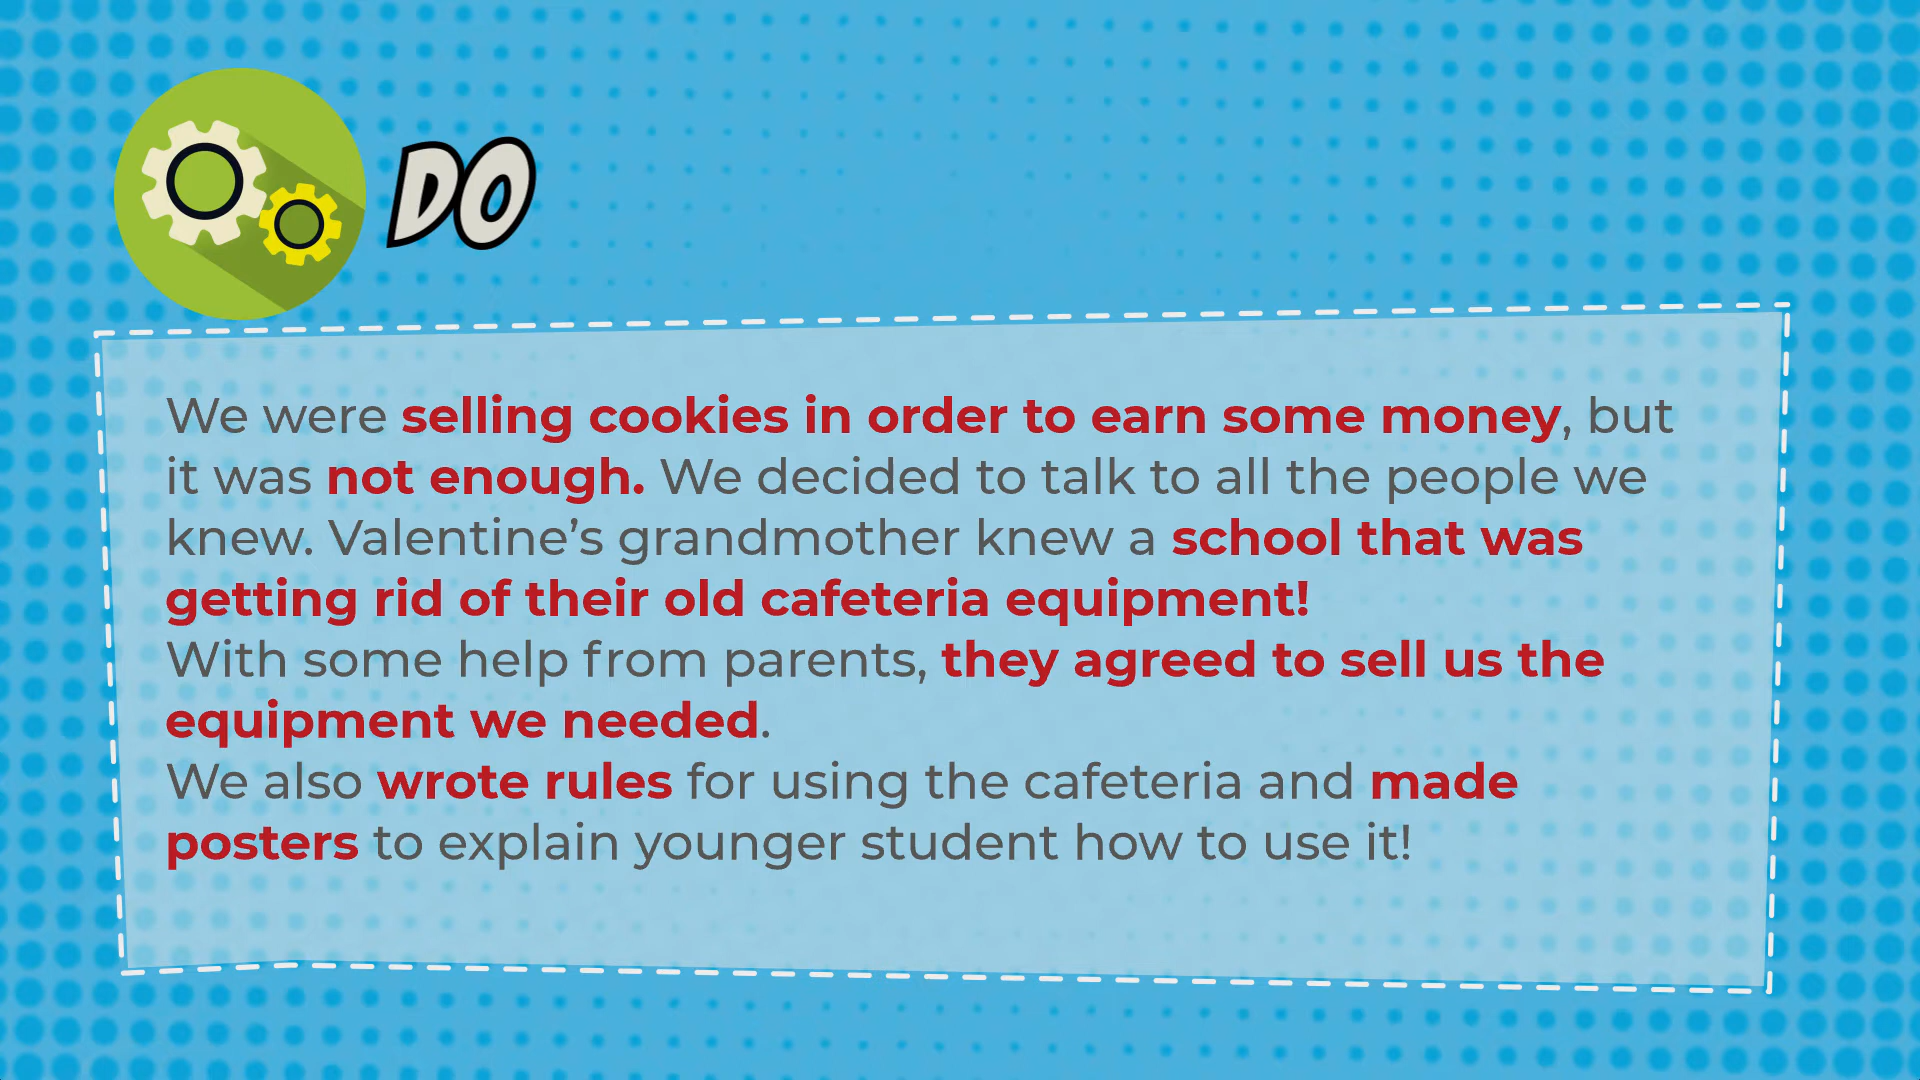 DO
We were selling cookies in order to earn some money, but
it was not enough. We decided to talk to all the people we
knew. Valentine’s grandmother knew a school that was
getting rid of their old cafeteria equipment!
With some help from parents, they agreed to sell us the
equipment we needed.
We also wrote rules for using the cafeteria and made
posters to explain younger student how to use it!